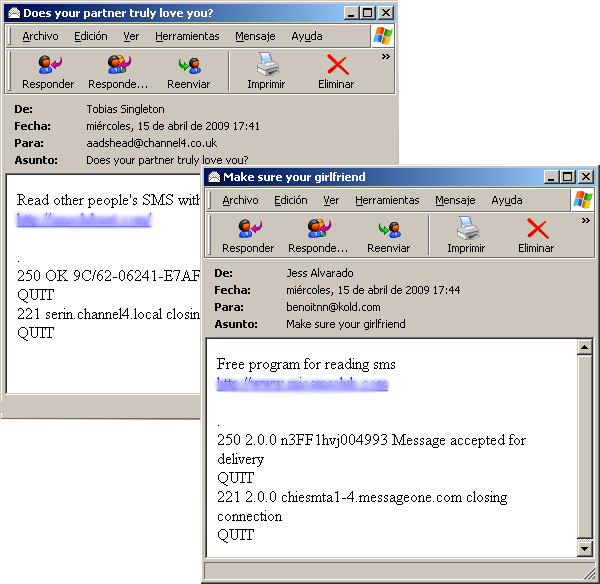 Does your partner truly love you?
Archivo Edición Ver Herramientas Mensaje Ayuda
Responder Responde... Reenviar Imprimir Eliminar
De: Tobias Singleton
Fecha: miércoles, 15 de abril de 2009 17:41
Para: aadshead@channel4.co.uk
Asunto: Does your partner truly love you?
Read other people's SMS with
.
250 OK 9C/62-06241-E7AF
QUIT
221 serin.channel4.local closin
QUIT
Make sure your girlfriend
Archivo Edición Ver Herramientas Mensaje Ayuda
Responder Responde... Reenviar Imprimir Eliminar
De: Jess Alvarado
Fecha: miércoles, 15 de abril de 2009 17:44
Para: benoitnn@kold.com
Asunto: Make sure your girlfriend
Free program for reading sms
.
250 2.0.0 n3FF1hvj004993 Message accepted for
delivery
QUIT
221 2.0.0 chiesmta1-4.messageone.com closing
connection
QUIT